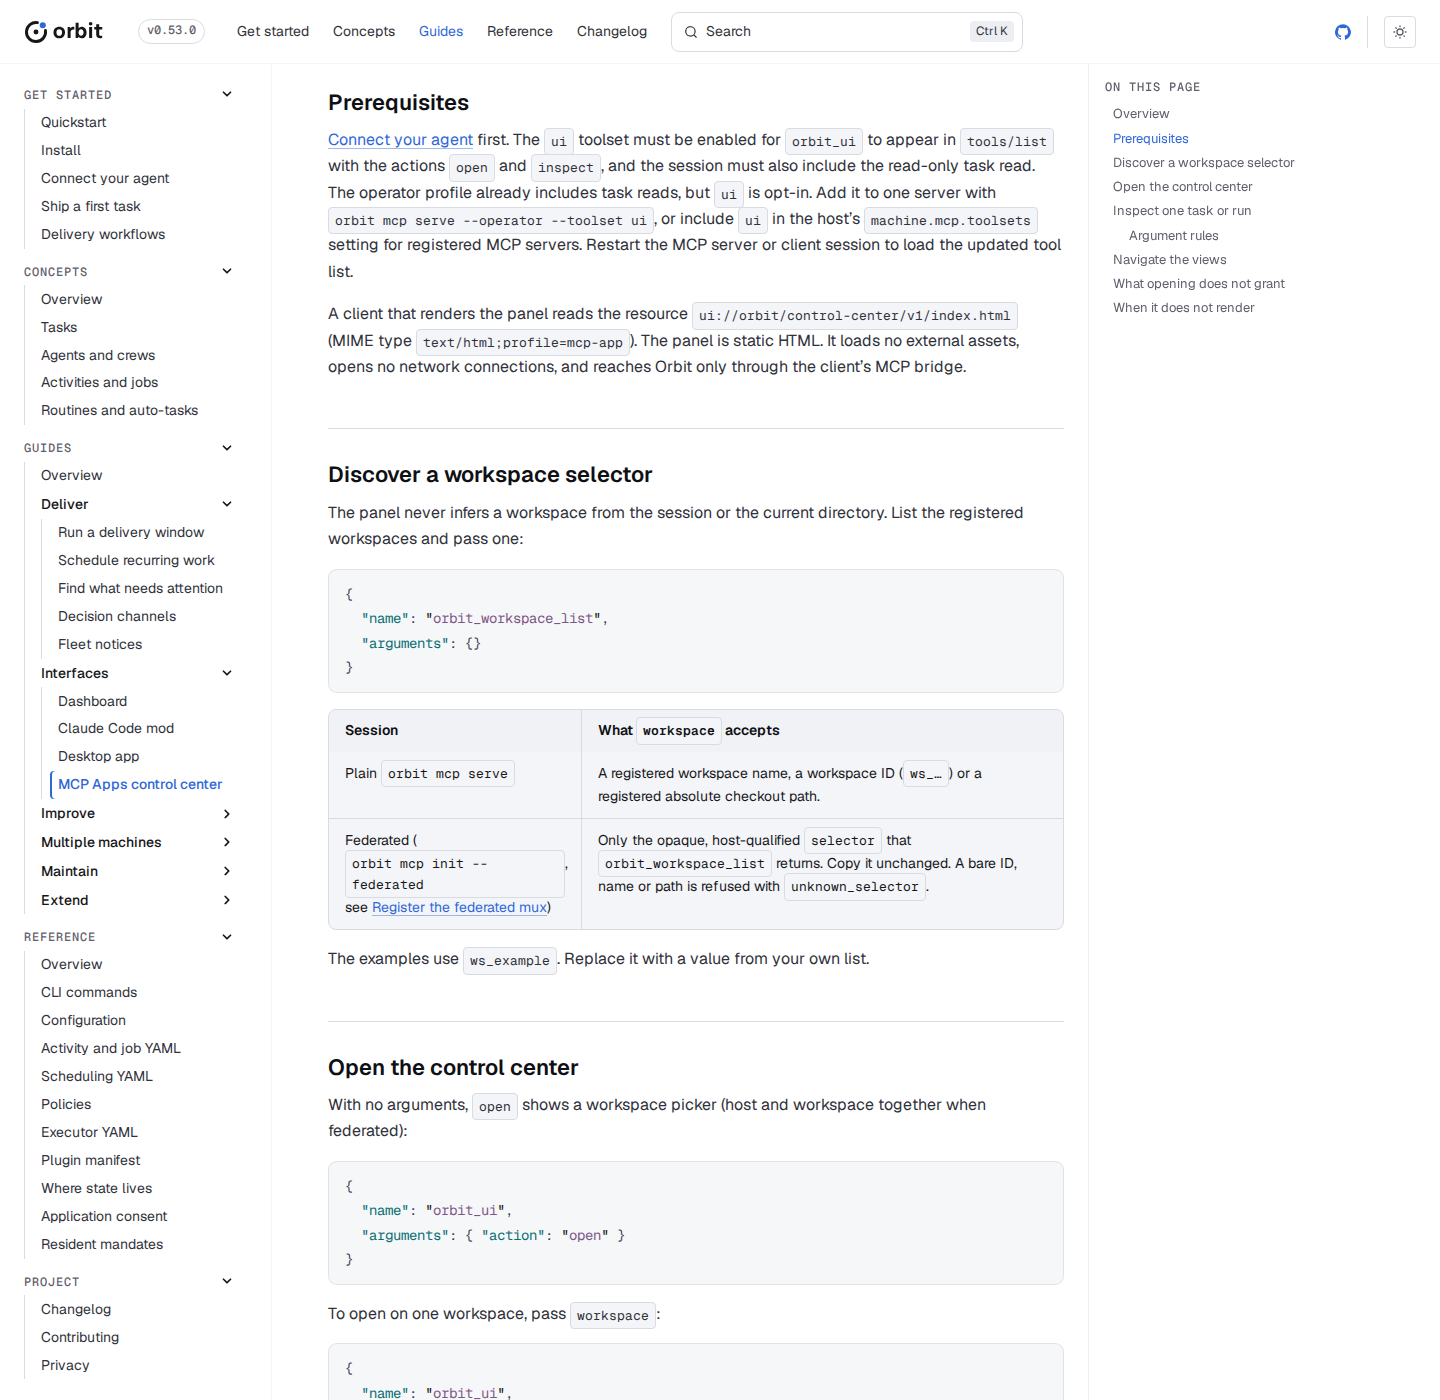 orbit
v0.53.0
Get started
Concepts
Guides
Reference
Changelog
Search
Ctrl K
GET STARTED
Quickstart
Install
Connect your agent
Ship a first task
Delivery workflows
CONCEPTS
Overview
Tasks
Agents and crews
Activities and jobs
Routines and auto-tasks
GUIDES
Overview
Deliver
Run a delivery window
Schedule recurring work
Find what needs attention
Decision channels
Fleet notices
Interfaces
Dashboard
Claude Code mod
Desktop app
MCP Apps control center
Improve
Multiple machines
Maintain
Extend
REFERENCE
Overview
CLI commands
Configuration
Activity and job YAML
Scheduling YAML
Policies
Executor YAML
Plugin manifest
Where state lives
Application consent
Resident mandates
PROJECT
Changelog
Contributing
Privacy
Prerequisites
Connect your agent first. The ui toolset must be enabled for orbit_ui to appear in tools/list
with the actions open and inspect, and the session must also include the read-only task read.
The operator profile already includes task reads, but ui is opt-in. Add it to one server with
orbit mcp serve --operator --toolset ui, or include ui in the host’s machine.mcp.toolsets
setting for registered MCP servers. Restart the MCP server or client session to load the updated tool
list.
A client that renders the panel reads the resource ui://orbit/control-center/v1/index.html
(MIME type text/html;profile=mcp-app). The panel is static HTML. It loads no external assets,
opens no network connections, and reaches Orbit only through the client’s MCP bridge.
Discover a workspace selector
The panel never infers a workspace from the session or the current directory. List the registered
workspaces and pass one:
{
"name": "orbit_workspace_list",
"arguments": {}
}
Session
What workspace accepts
Plain orbit mcp serve
A registered workspace name, a workspace ID (ws_…) or a
registered absolute checkout path.
Federated (
orbit mcp init --
federated,
see Register the federated mux)
Only the opaque, host-qualified selector that
orbit_workspace_list returns. Copy it unchanged. A bare ID,
name or path is refused with unknown_selector.
The examples use ws_example. Replace it with a value from your own list.
Open the control center
With no arguments, open shows a workspace picker (host and workspace together when
federated):
{
"name": "orbit_ui",
"arguments": { "action": "open" }
}
To open on one workspace, pass workspace:
{
"name": "orbit_ui",
ON THIS PAGE
Overview
Prerequisites
Discover a workspace selector
Open the control center
Inspect one task or run
Argument rules
Navigate the views
What opening does not grant
When it does not render